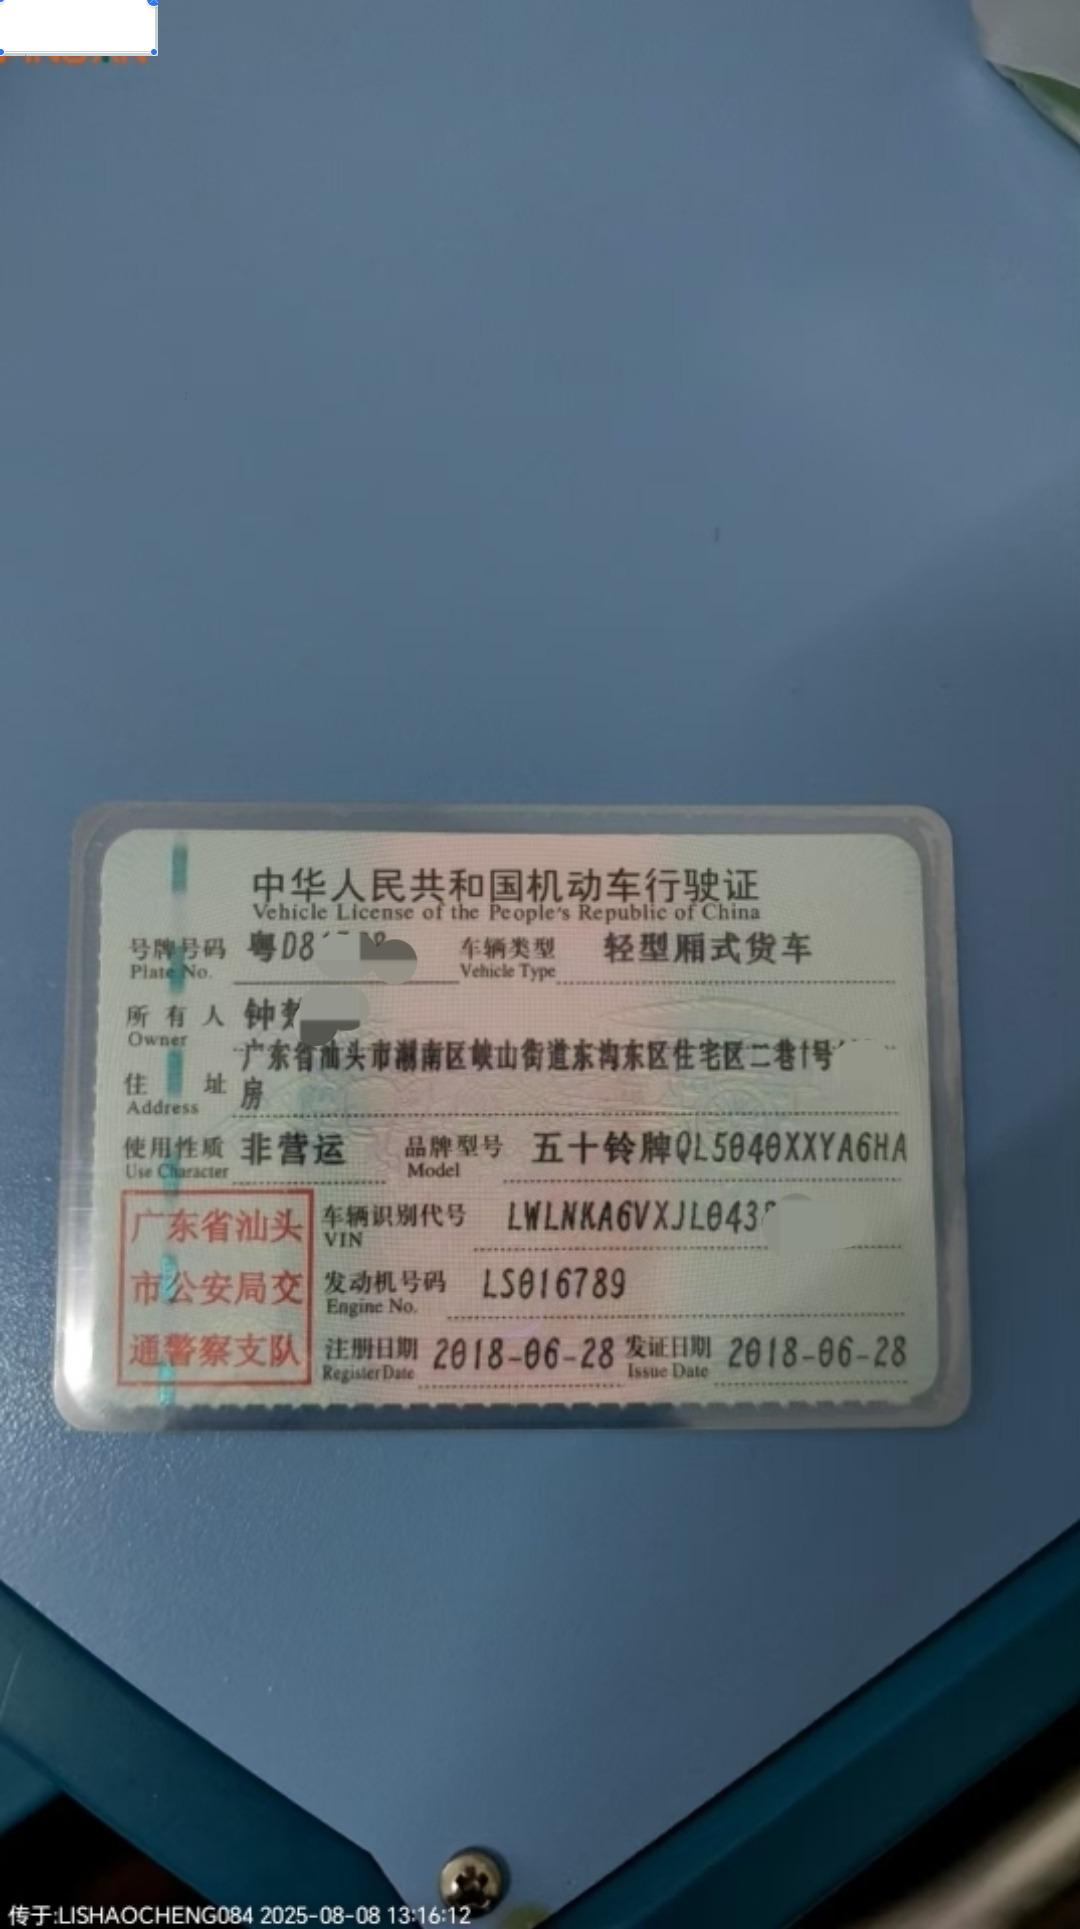 中华人民共和国机动车行驶证
Vehicle License of the People's Republic of China
号牌号码 粤D8 车辆类型 轻型厢式货车
Plate No. Vehicle Type
所有人 钟
Owner
广东省汕头市潮南区峡山街道东沟东区住宅区二巷1号
住址 房
Address
使用性质 非营运 品牌型号 五十铃牌QL5040XXYA6HA
Use Character Model
广东省汕头
市公安局交
通警察支队
车辆识别代号 LWLNKA6VXJL043
VIN
发动机号码 LS016789
Engine No.
注册日期 2018-06-28 发证日期 2018-06-28
Register Date Issue Date
传于:LISHAOCHENG084 2025-08-08 13:16:12